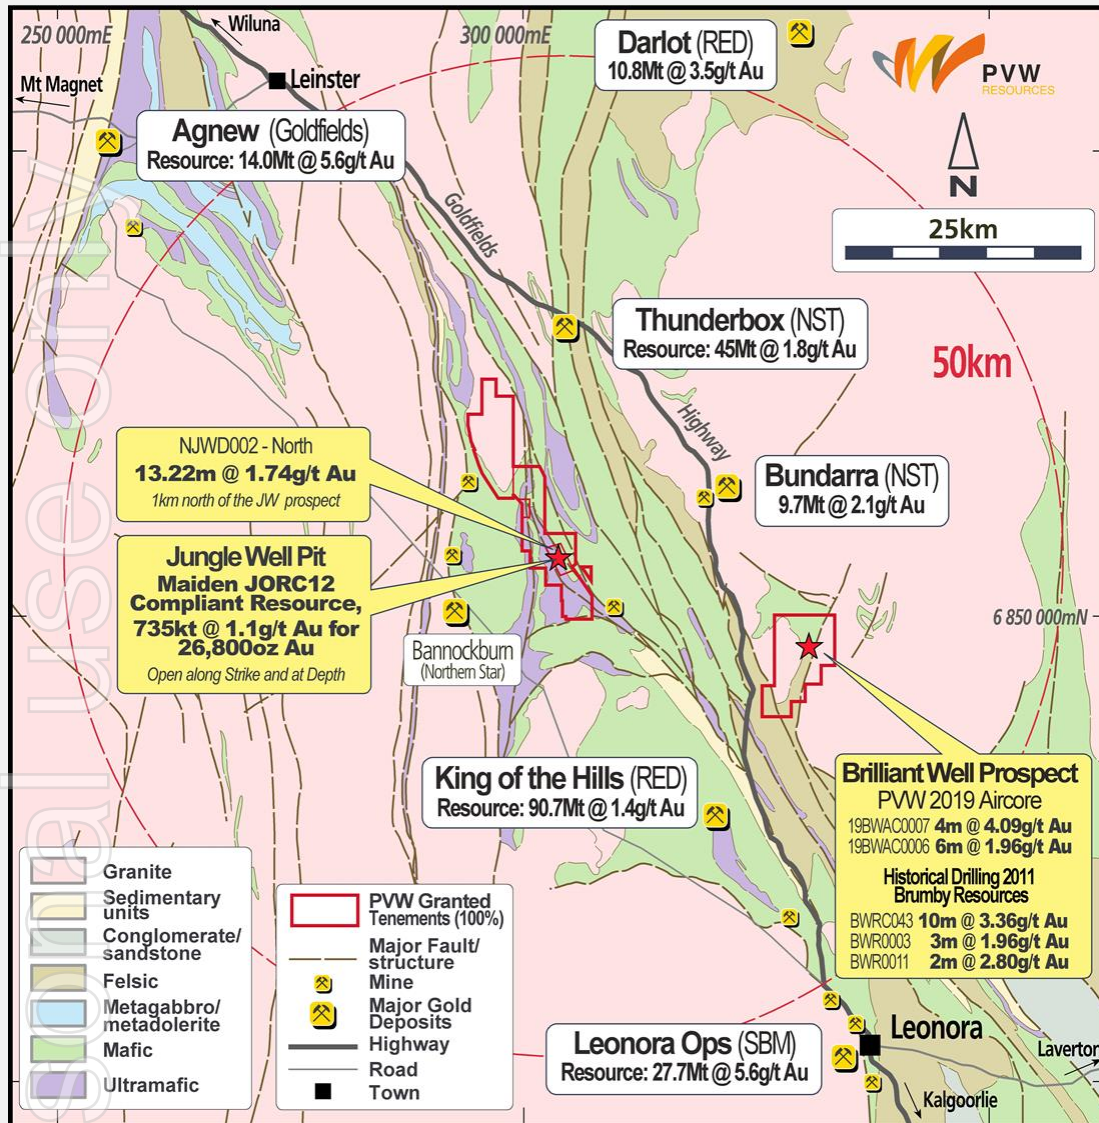 250 000mE
300 000mE
Wiluna
Leinster
Mt Magnet
Darlot (RED)
10.8Mt @ 3.5g/t Au
PVW
RESOURCES
N
25km
Agnew (Goldfields)
Resource: 14.0Mt @ 5.6g/t Au
Goldfields
Highway
Thunderbox (NST)
Resource: 45Mt @ 1.8g/t Au
50km
NJWD002 - North
13.22m @ 1.74g/t Au
1km north of the JW prospect
Bundarra (NST)
9.7Mt @ 2.1g/t Au
Jungle Well Pit
Maiden JORC12
Compliant Resource,
735kt @ 1.1g/t Au for
26,800oz Au
Open along Strike and at Depth
6 850 000mN
Bannockburn
(Northern Star)
King of the Hills (RED)
Resource: 90.7Mt @ 1.4g/t Au
Brilliant Well Prospect
PVW 2019 Aircore
19BWAC0007 4m @ 4.09g/t Au
19BWAC0006 6m @ 1.96g/t Au
Historical Drilling 2011
Brumby Resources
BWRC043 10m @ 3.36g/t Au
BWR0003 3m @ 1.96g/t Au
BWR0011 2m @ 2.80g/t Au
Granite
Sedimentary
units
Conglomerate/
sandstone
Felsic
Metagabbro/
metadolerite
Mafic
Ultramafic
PVW Granted
Tenements (100%)
Major Fault/
structure
Mine
Major Gold
Deposits
Highway
Road
Town
Leonora Ops (SBM)
Resource: 27.7Mt @ 5.6g/t Au
Leonora
Laverton
Kalgoorlie
sonal use only